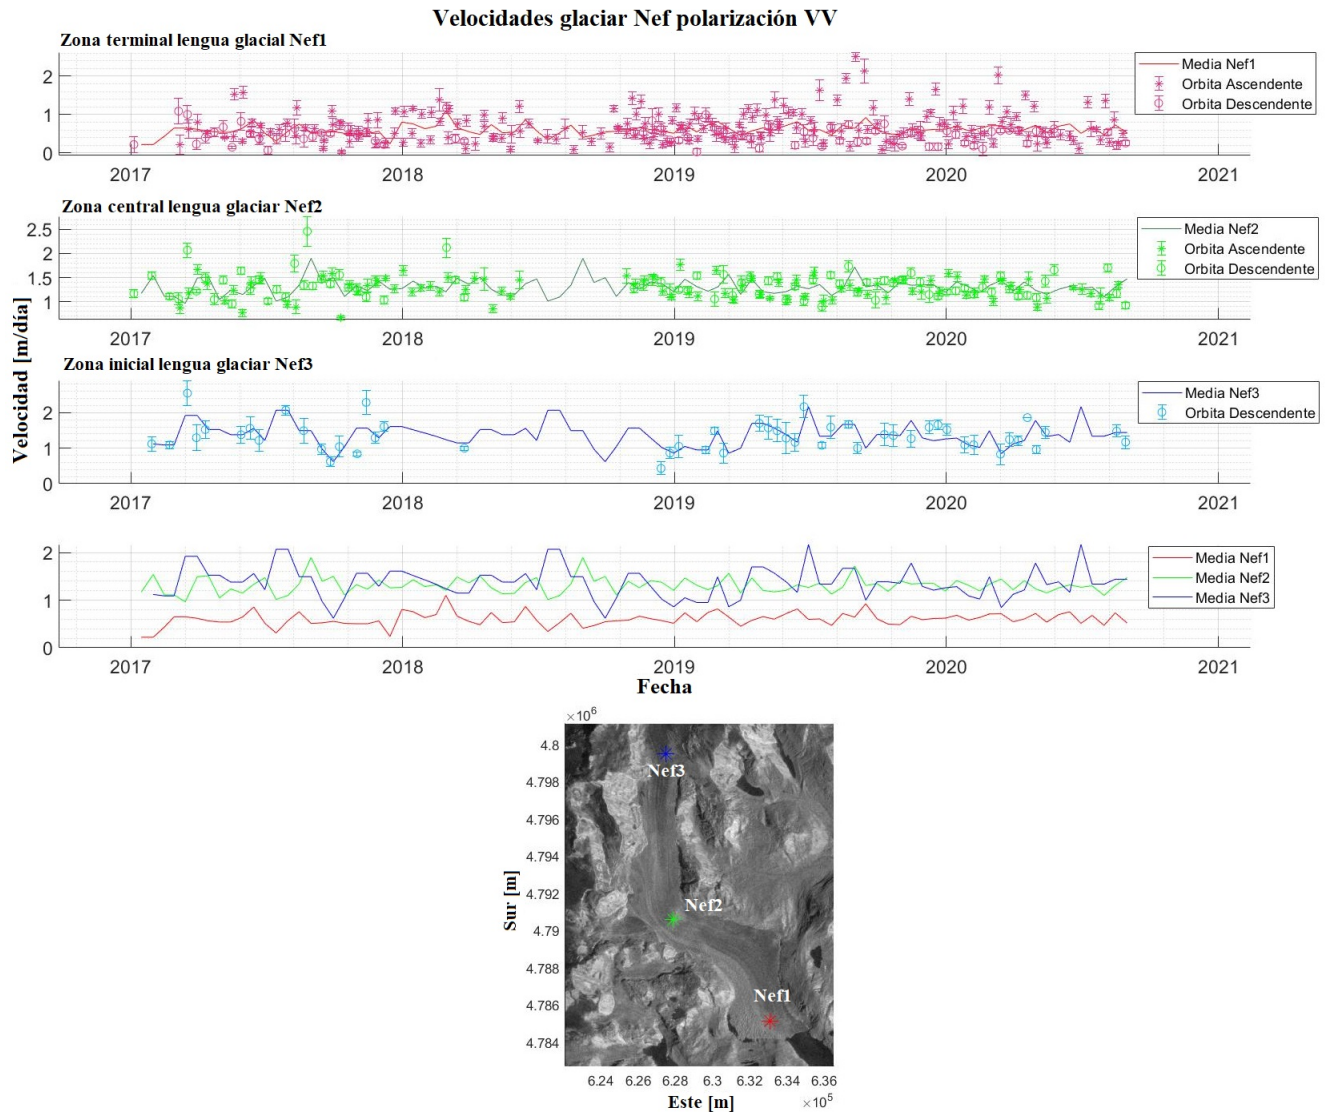 Velocidades glaciar Nef polarización VV
Zona terminal lengua glacial Nef1
2
1
0
2017 2018 2019 2020 2021
Media Nef1
Orbita Ascendente
Orbita Descendente
Zona central lengua glaciar Nef2
2.5
2
1.5
1
2017 2018 2019 2020 2021
Media Nef2
Orbita Ascendente
Orbita Descendente
Velocidad [m/día]
Zona inicial lengua glaciar Nef3
2
1
0
2017 2018 2019 2020 2021
Media Nef3
Orbita Descendente
2
1
0
2017 2018 2019 2020 2021
Media Nef1
Media Nef2
Media Nef3
Fecha
×10⁶
4.8
4.798
4.796
4.794
4.792
4.79
4.788
4.786
4.784
Sur [m]
Nef3
Nef2
Nef1
6.24 6.26 6.28 6.3 6.32 6.34 6.36
Este [m]
×10⁵